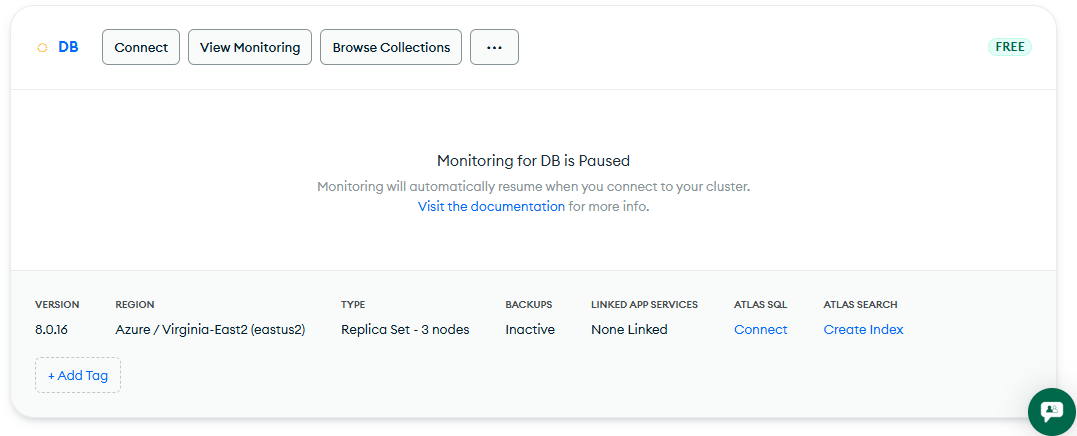 DB Connect View Monitoring Browse Collections ... FREE
Monitoring for DB is Paused
Monitoring will automatically resume when you connect to your cluster.
Visit the documentation for more info.
VERSION REGION TYPE BACKUPS LINKED APP SERVICES ATLAS SQL ATLAS SEARCH
8.0.16 Azure / Virginia-East2 (eastus2) Replica Set - 3 nodes Inactive None Linked Connect Create Index
+ Add Tag